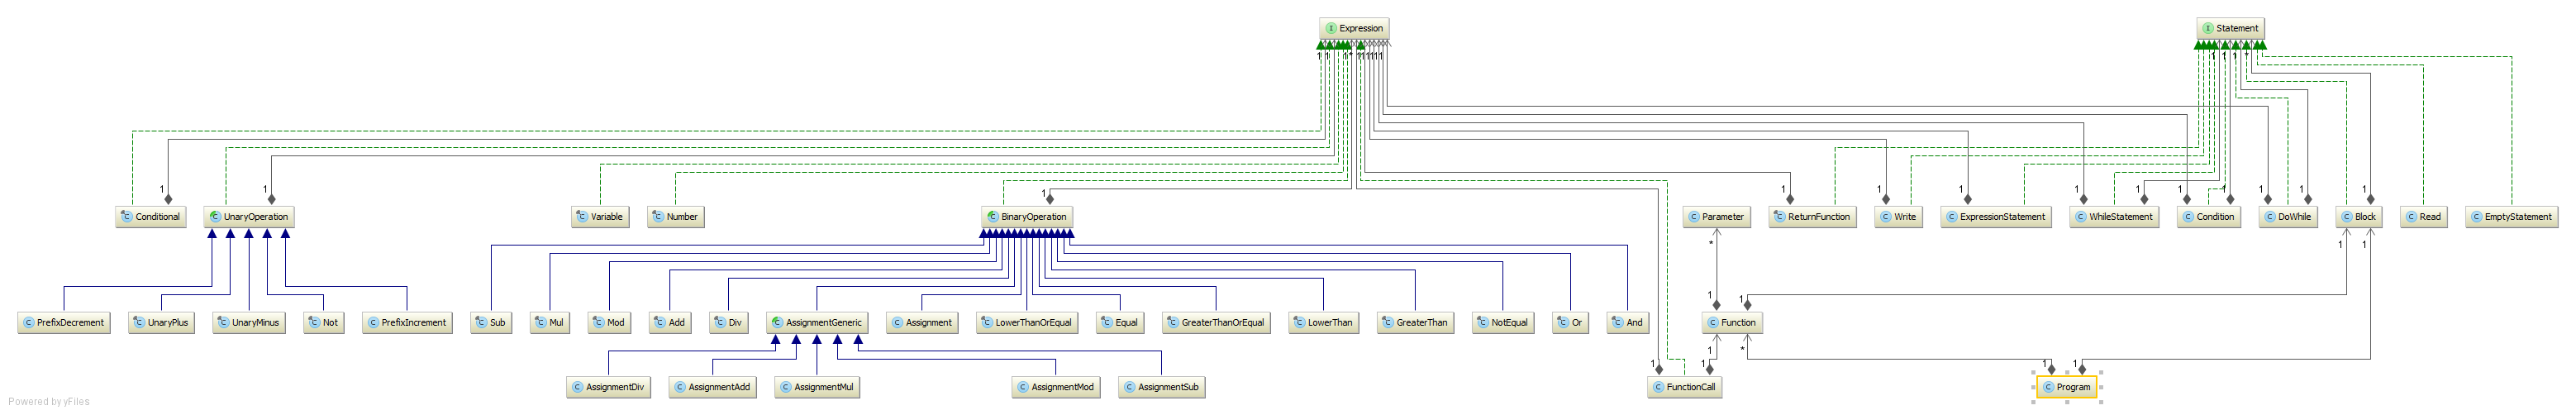 Expression
Statement
Conditional
UnaryOperation
Variable
Number
BinaryOperation
Parameter
ReturnFunction
Write
ExpressionStatement
WhileStatement
Condition
DoWhile
Block
Read
EmptyStatement
PrefixDecrement
UnaryPlus
UnaryMinus
Not
PrefixIncrement
Sub
Mul
Mod
Add
Div
AssignmentGeneric
Assignment
LowerThanOrEqual
Equal
GreaterThanOrEqual
LowerThan
GreaterThan
NotEqual
Or
And
Function
AssignmentDiv
AssignmentAdd
AssignmentMul
AssignmentMod
AssignmentSub
FunctionCall
Program
Powered by yFiles